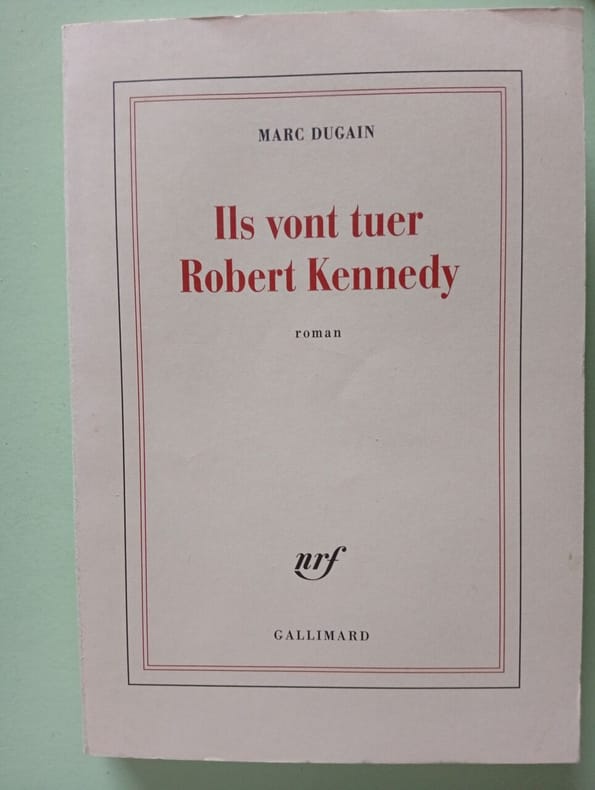 MARC DUGAIN
Ils vont tuer
Robert Kennedy
roman
nrf
GALLIMARD